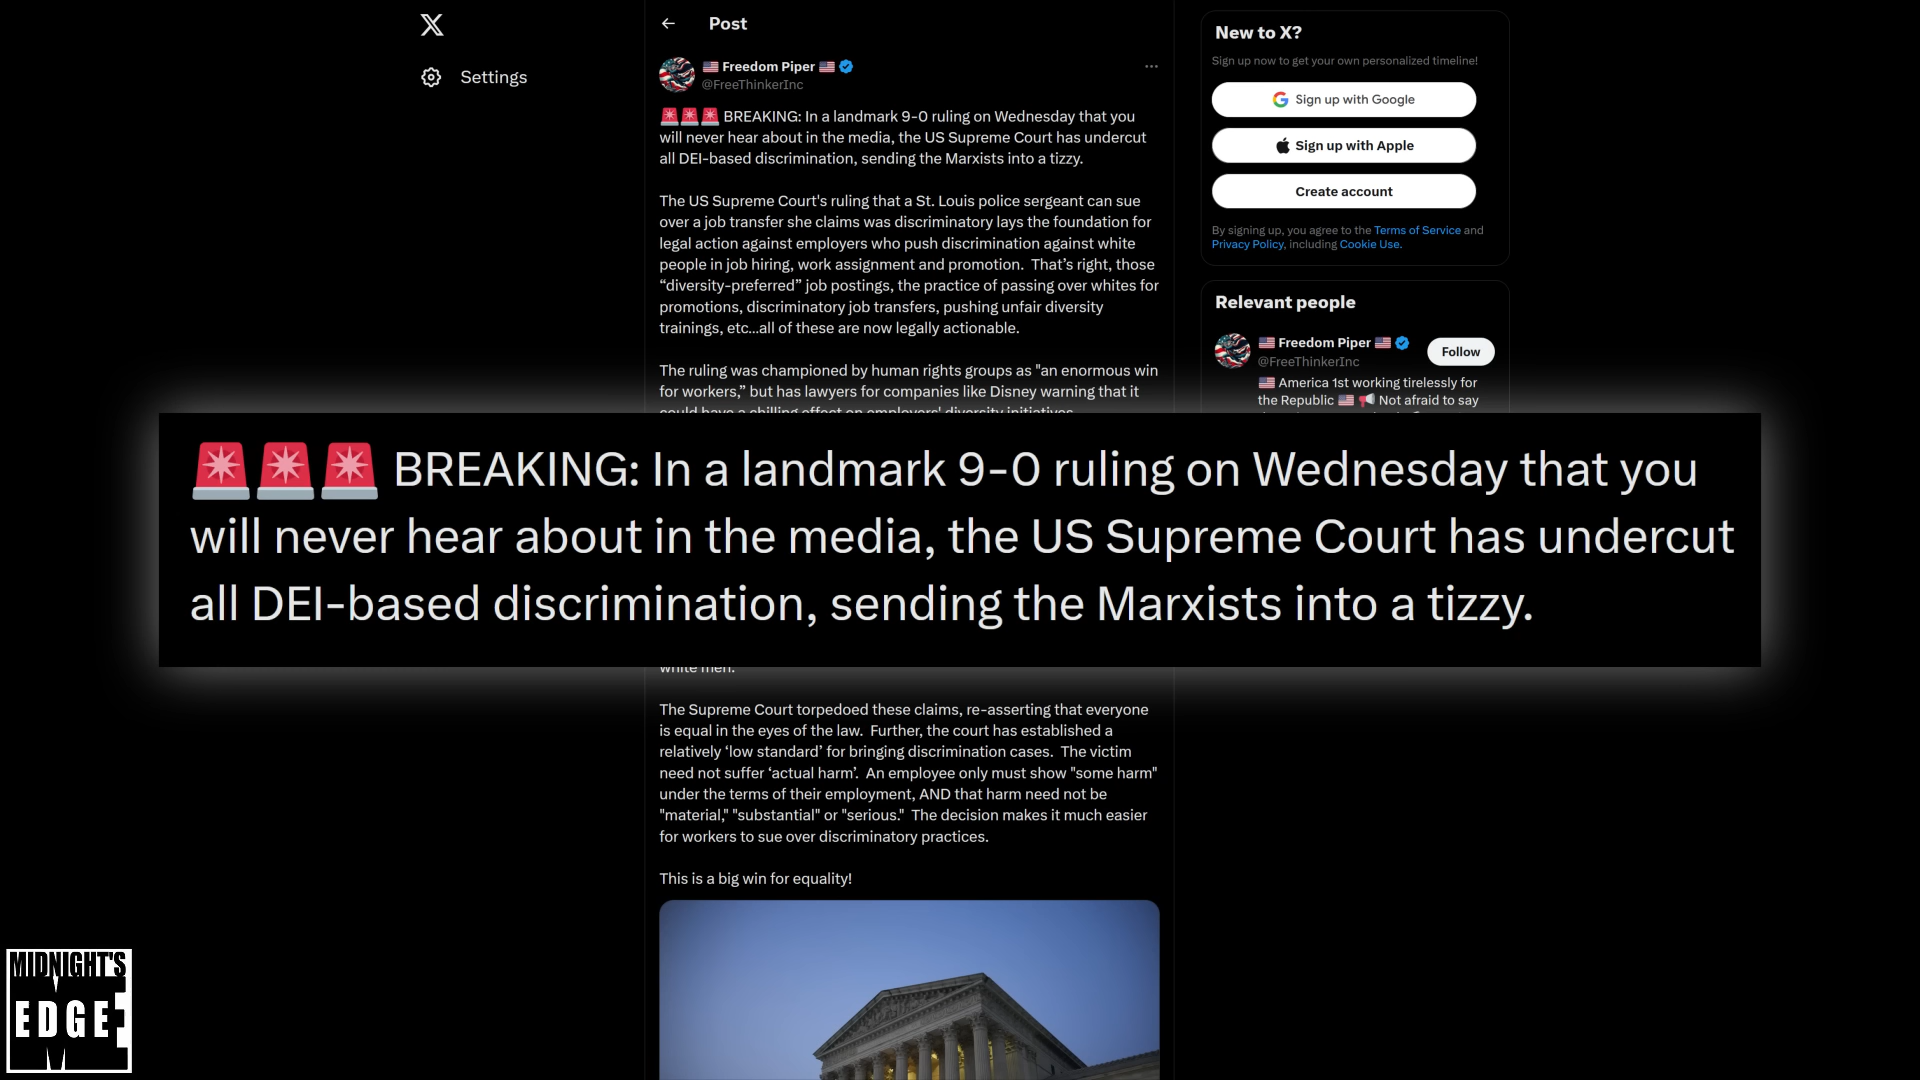 Post
Settings
🇺🇸 Freedom Piper 🇺🇸
@FreeThinkerInc
🚨🚨🚨 BREAKING: In a landmark 9-0 ruling on Wednesday that you
will never hear about in the media, the US Supreme Court has undercut
all DEI-based discrimination, sending the Marxists into a tizzy.
The US Supreme Court's ruling that a St. Louis police sergeant can sue
over a job transfer she claims was discriminatory lays the foundation for
legal action against employers who push discrimination against white
people in job hiring, work assignment and promotion. That’s right, those
“diversity-preferred” job postings, the practice of passing over whites for
promotions, discriminatory job transfers, pushing unfair diversity
trainings, etc...all of these are now legally actionable.
The ruling was championed by human rights groups as "an enormous win
for workers,” but has lawyers for companies like Disney warning that it
could have a chilling effect on employers' diversity initiatives.
🚨🚨🚨 BREAKING: In a landmark 9-0 ruling on Wednesday that you
will never hear about in the media, the US Supreme Court has undercut
all DEI-based discrimination, sending the Marxists into a tizzy.
white men.
The Supreme Court torpedoed these claims, re-asserting that everyone
is equal in the eyes of the law. Further, the court has established a
relatively ‘low standard’ for bringing discrimination cases. The victim
need not suffer ‘actual harm’. An employee only must show "some harm"
under the terms of their employment, AND that harm need not be
"material," "substantial" or "serious." The decision makes it much easier
for workers to sue over discriminatory practices.
This is a big win for equality!
New to X?
Sign up now to get your own personalized timeline!
Sign up with Google
Sign up with Apple
Create account
By signing up, you agree to the Terms of Service and
Privacy Policy, including Cookie Use.
Relevant people
🇺🇸 Freedom Piper 🇺🇸
Follow
@FreeThinkerInc
🇺🇸 America 1st working tirelessly for
the Republic 🇺🇸 📢 Not afraid to say
MIDNIGHT'S
EDGE